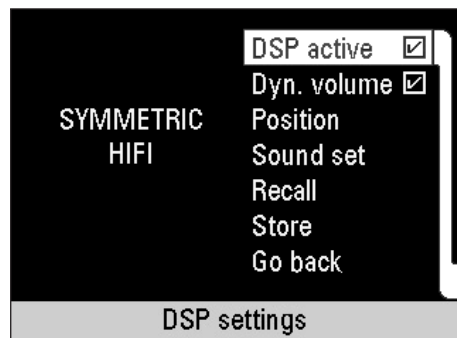 SYMMETRIC
HIFI
DSP active
Dyn. volume
Position
Sound set
Recall
Store
Go back
DSP settings